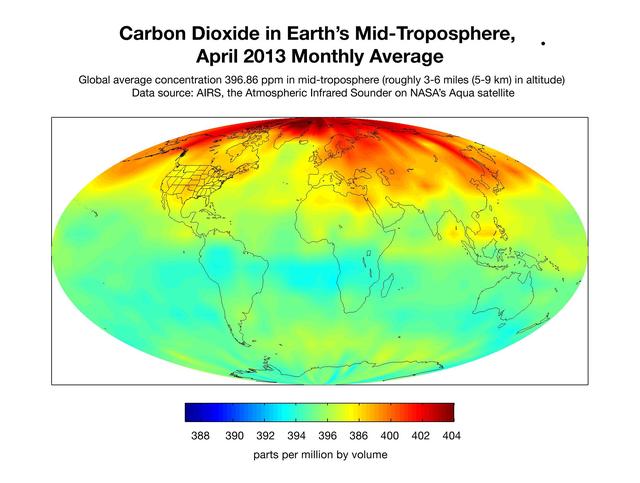 Carbon Dioxide in Earth's Mid-Troposphere,
April 2013 Monthly Average
Global average concentration 396.86 ppm in mid-troposphere (roughly 3-6 miles (5-9 km) in altitude)
Data source: AIRS, the Atmospheric Infrared Sounder on NASA's Aqua satellite
388 390 392 394 396 386 400 402 404
parts per million by volume